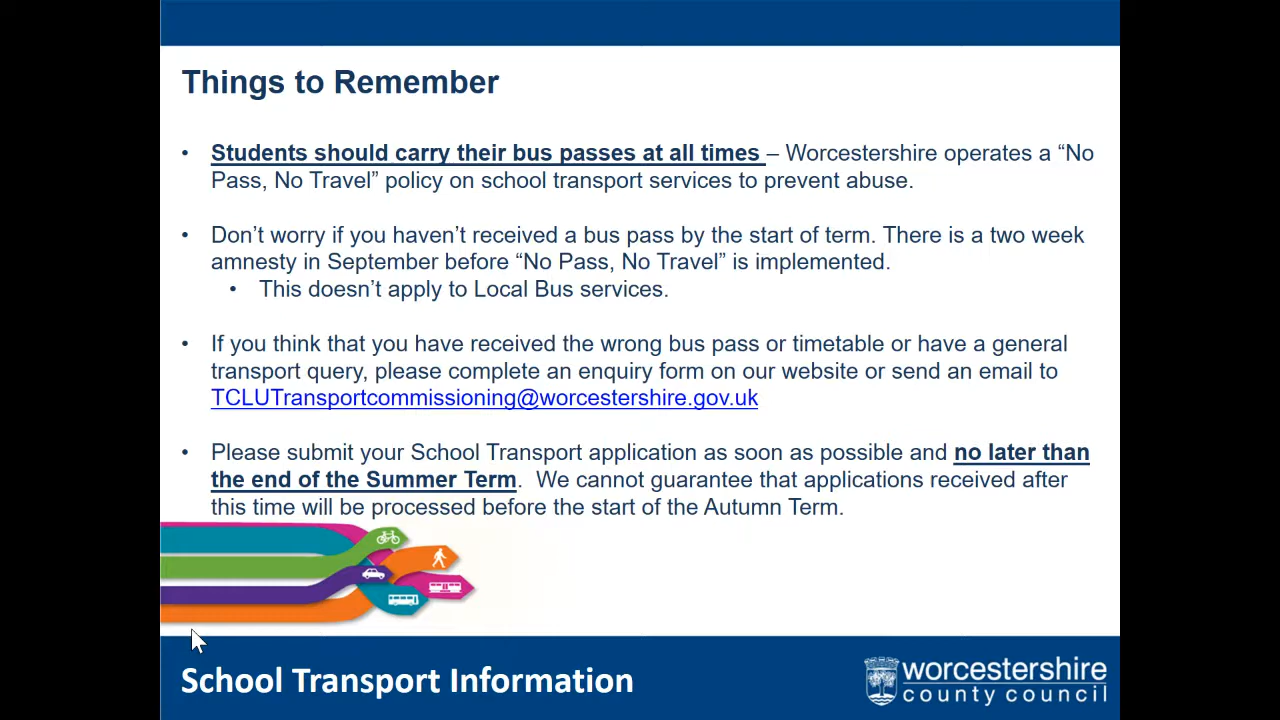 Things to Remember
• Students should carry their bus passes at all times – Worcestershire operates a “No
Pass, No Travel” policy on school transport services to prevent abuse.
• Don’t worry if you haven’t received a bus pass by the start of term. There is a two week
amnesty in September before “No Pass, No Travel” is implemented.
• This doesn’t apply to Local Bus services.
• If you think that you have received the wrong bus pass or timetable or have a general
transport query, please complete an enquiry form on our website or send an email to
TCLUTransportcommissioning@worcestershire.gov.uk
• Please submit your School Transport application as soon as possible and no later than
the end of the Summer Term.  We cannot guarantee that applications received after
this time will be processed before the start of the Autumn Term.
School Transport Information
worcestershire
county council